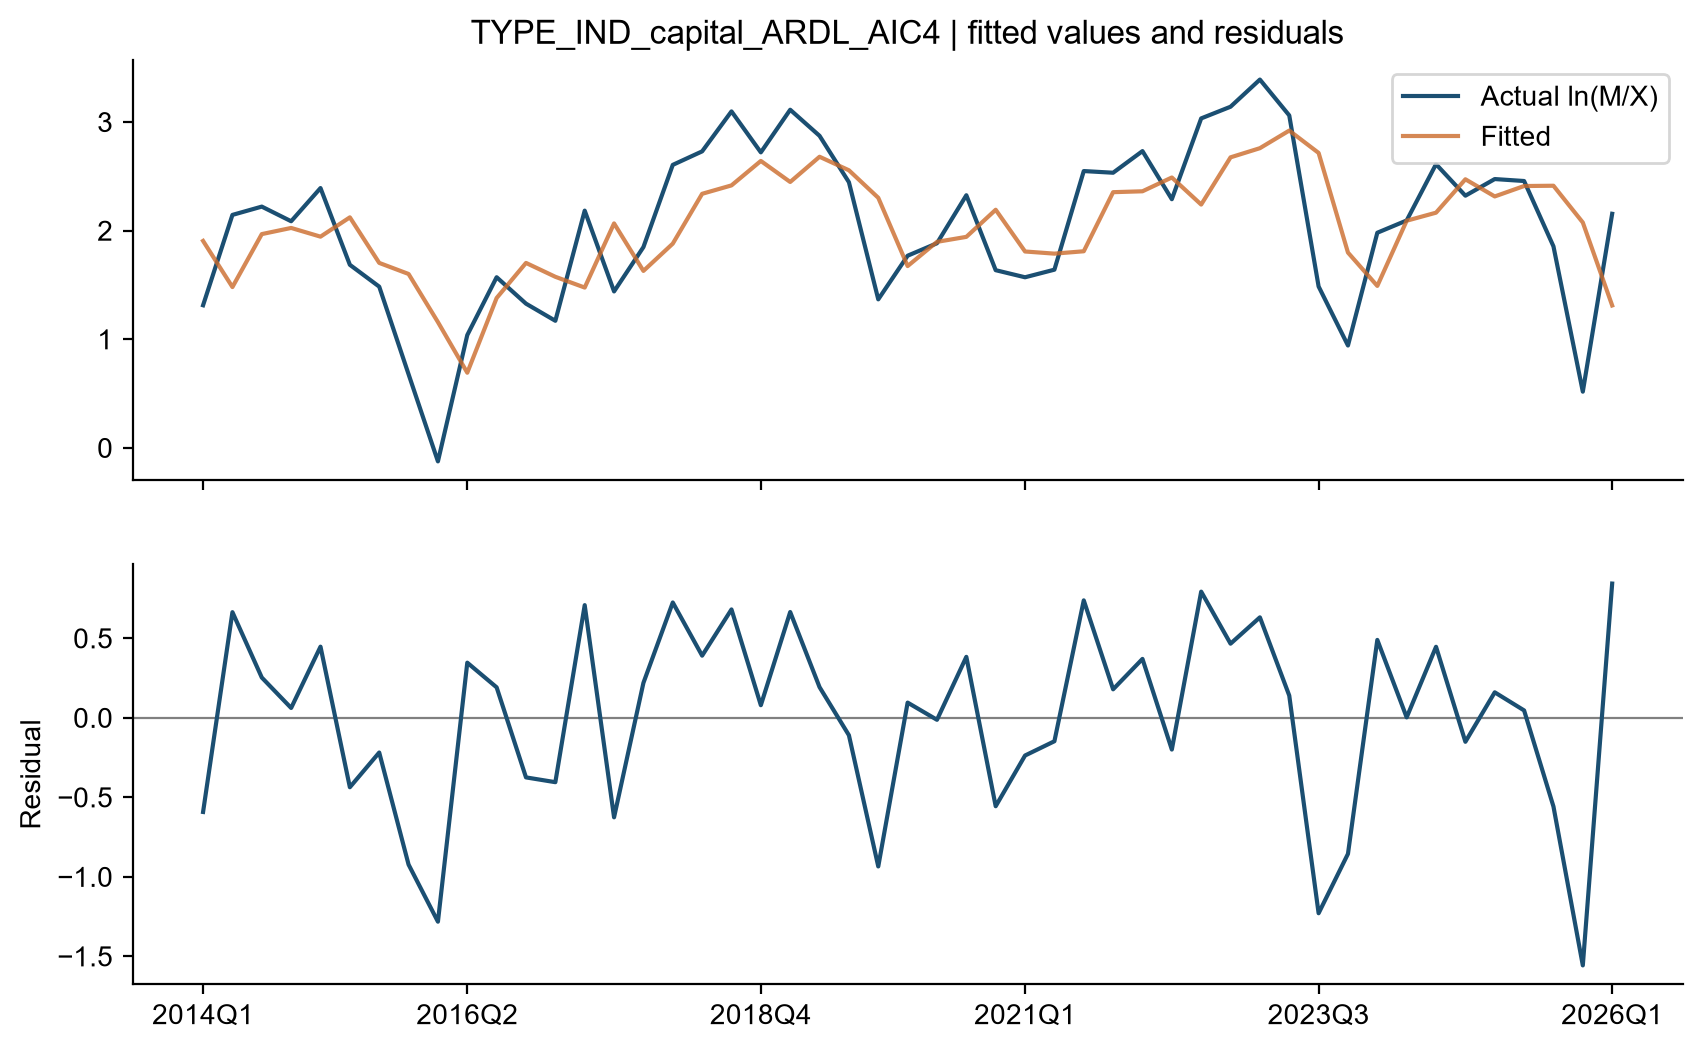 TYPE_IND_capital_ARDL_AIC4 | fitted values and residuals
Actual ln(M/X)
Fitted
3
2
1
0
Residual
0.5
0.0
−0.5
−1.0
−1.5
2014Q1 2016Q2 2018Q4 2021Q1 2023Q3 2026Q1